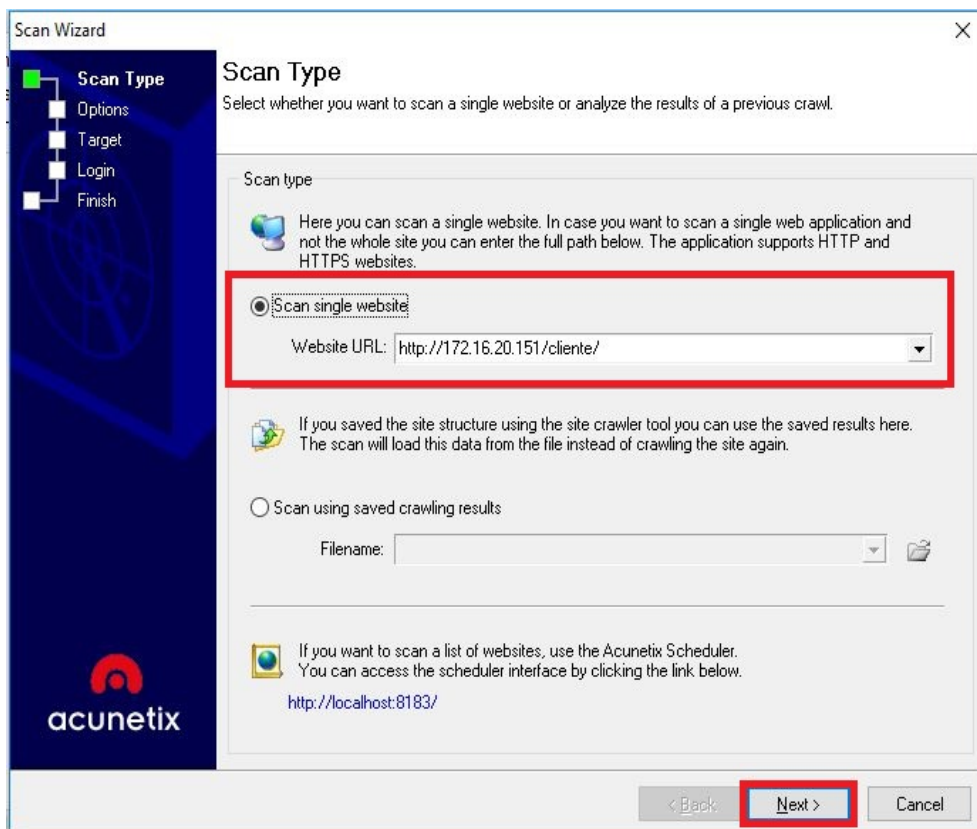 Scan Wizard
Scan Type
Options
Target
Login
Finish
acunetix
Scan Type
Select whether you want to scan a single website or analyze the results of a previous crawl.
Scan type
Here you can scan a single website. In case you want to scan a single web application and
not the whole site you can enter the full path below. The application supports HTTP and
HTTPS websites.
Scan single website
Website URL: http://172.16.20.151/cliente/
If you saved the site structure using the site crawler tool you can use the saved results here.
The scan will load this data from the file instead of crawling the site again.
Scan using saved crawling results
Filename:
If you want to scan a list of websites, use the Acunetix Scheduler.
You can access the scheduler interface by clicking the link below.
http://localhost:8183/
< Back
Next >
Cancel